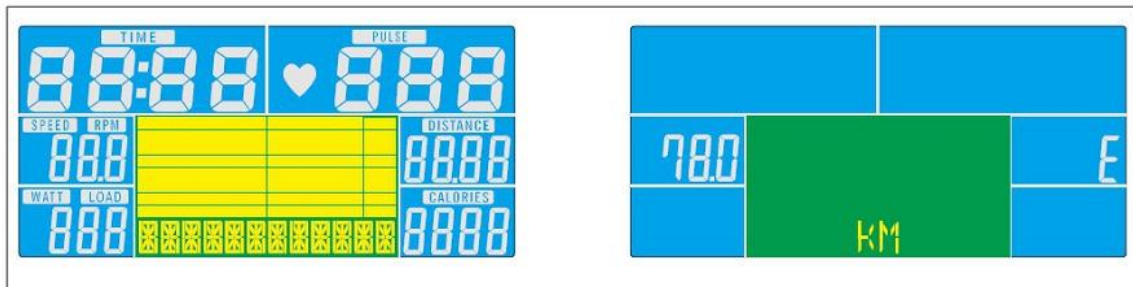 TIME PULSE
88:88 888
SPEED RPM DISTANCE
88.8 88.88
WATT LOAD CALORIES
888 8888
78.0 E
KM